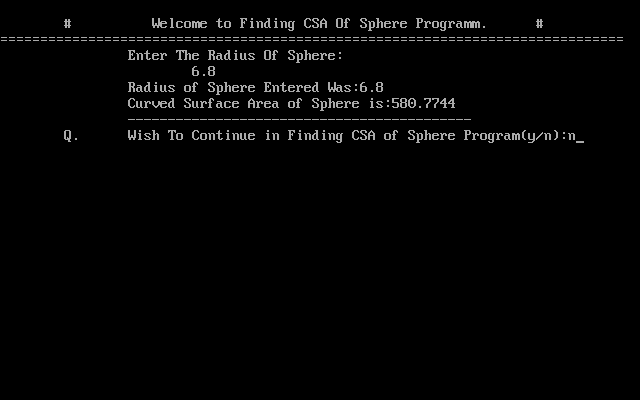 # Welcome to Finding CSA Of Sphere Programm. #
==============================================================================
Enter The Radius Of Sphere:
6.8
Radius of Sphere Entered Was:6.8
Curved Surface Area of Sphere is:580.7744
-------------------------------------------
Q. Wish To Continue in Finding CSA of Sphere Program(y/n):n_